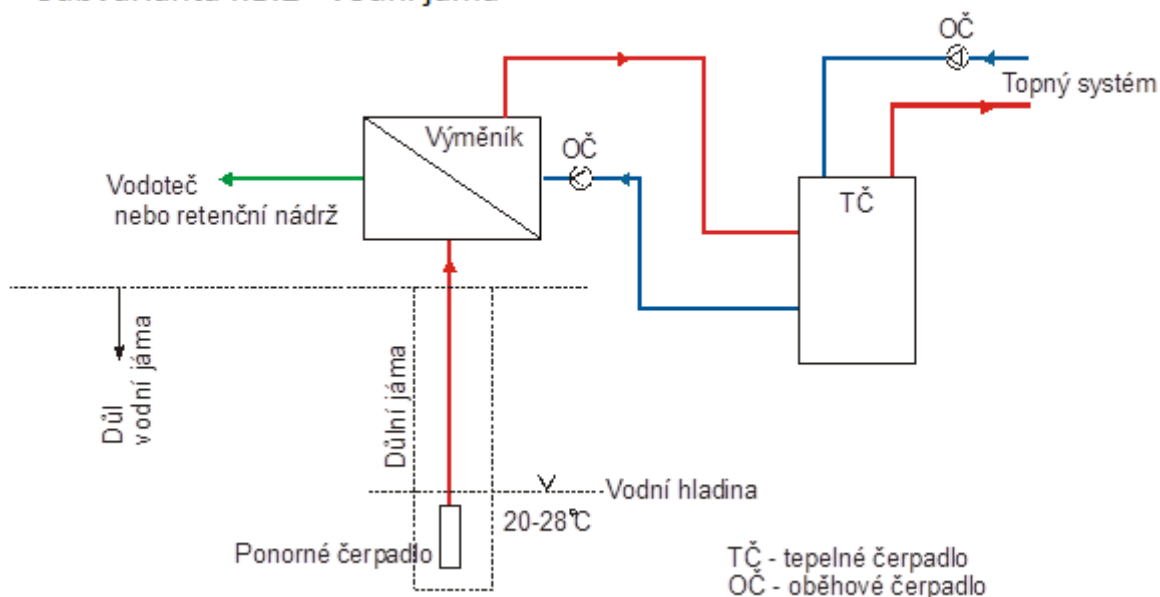 OČ
Topný systém
Výměník
OČ
TČ
Vodoteč
nebo retenční nádrž
Důl
vodní jáma
Důlní jáma
Vodní hladina
20-28°C
Ponorné čerpadlo
TČ - tepelné čerpadlo
OČ - oběhové čerpadlo